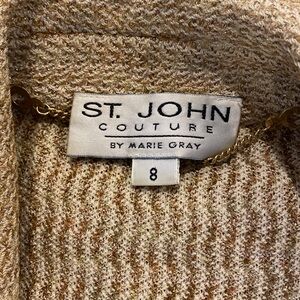 ST. JOHN
COUTURE
BY MARIE GRAY
8